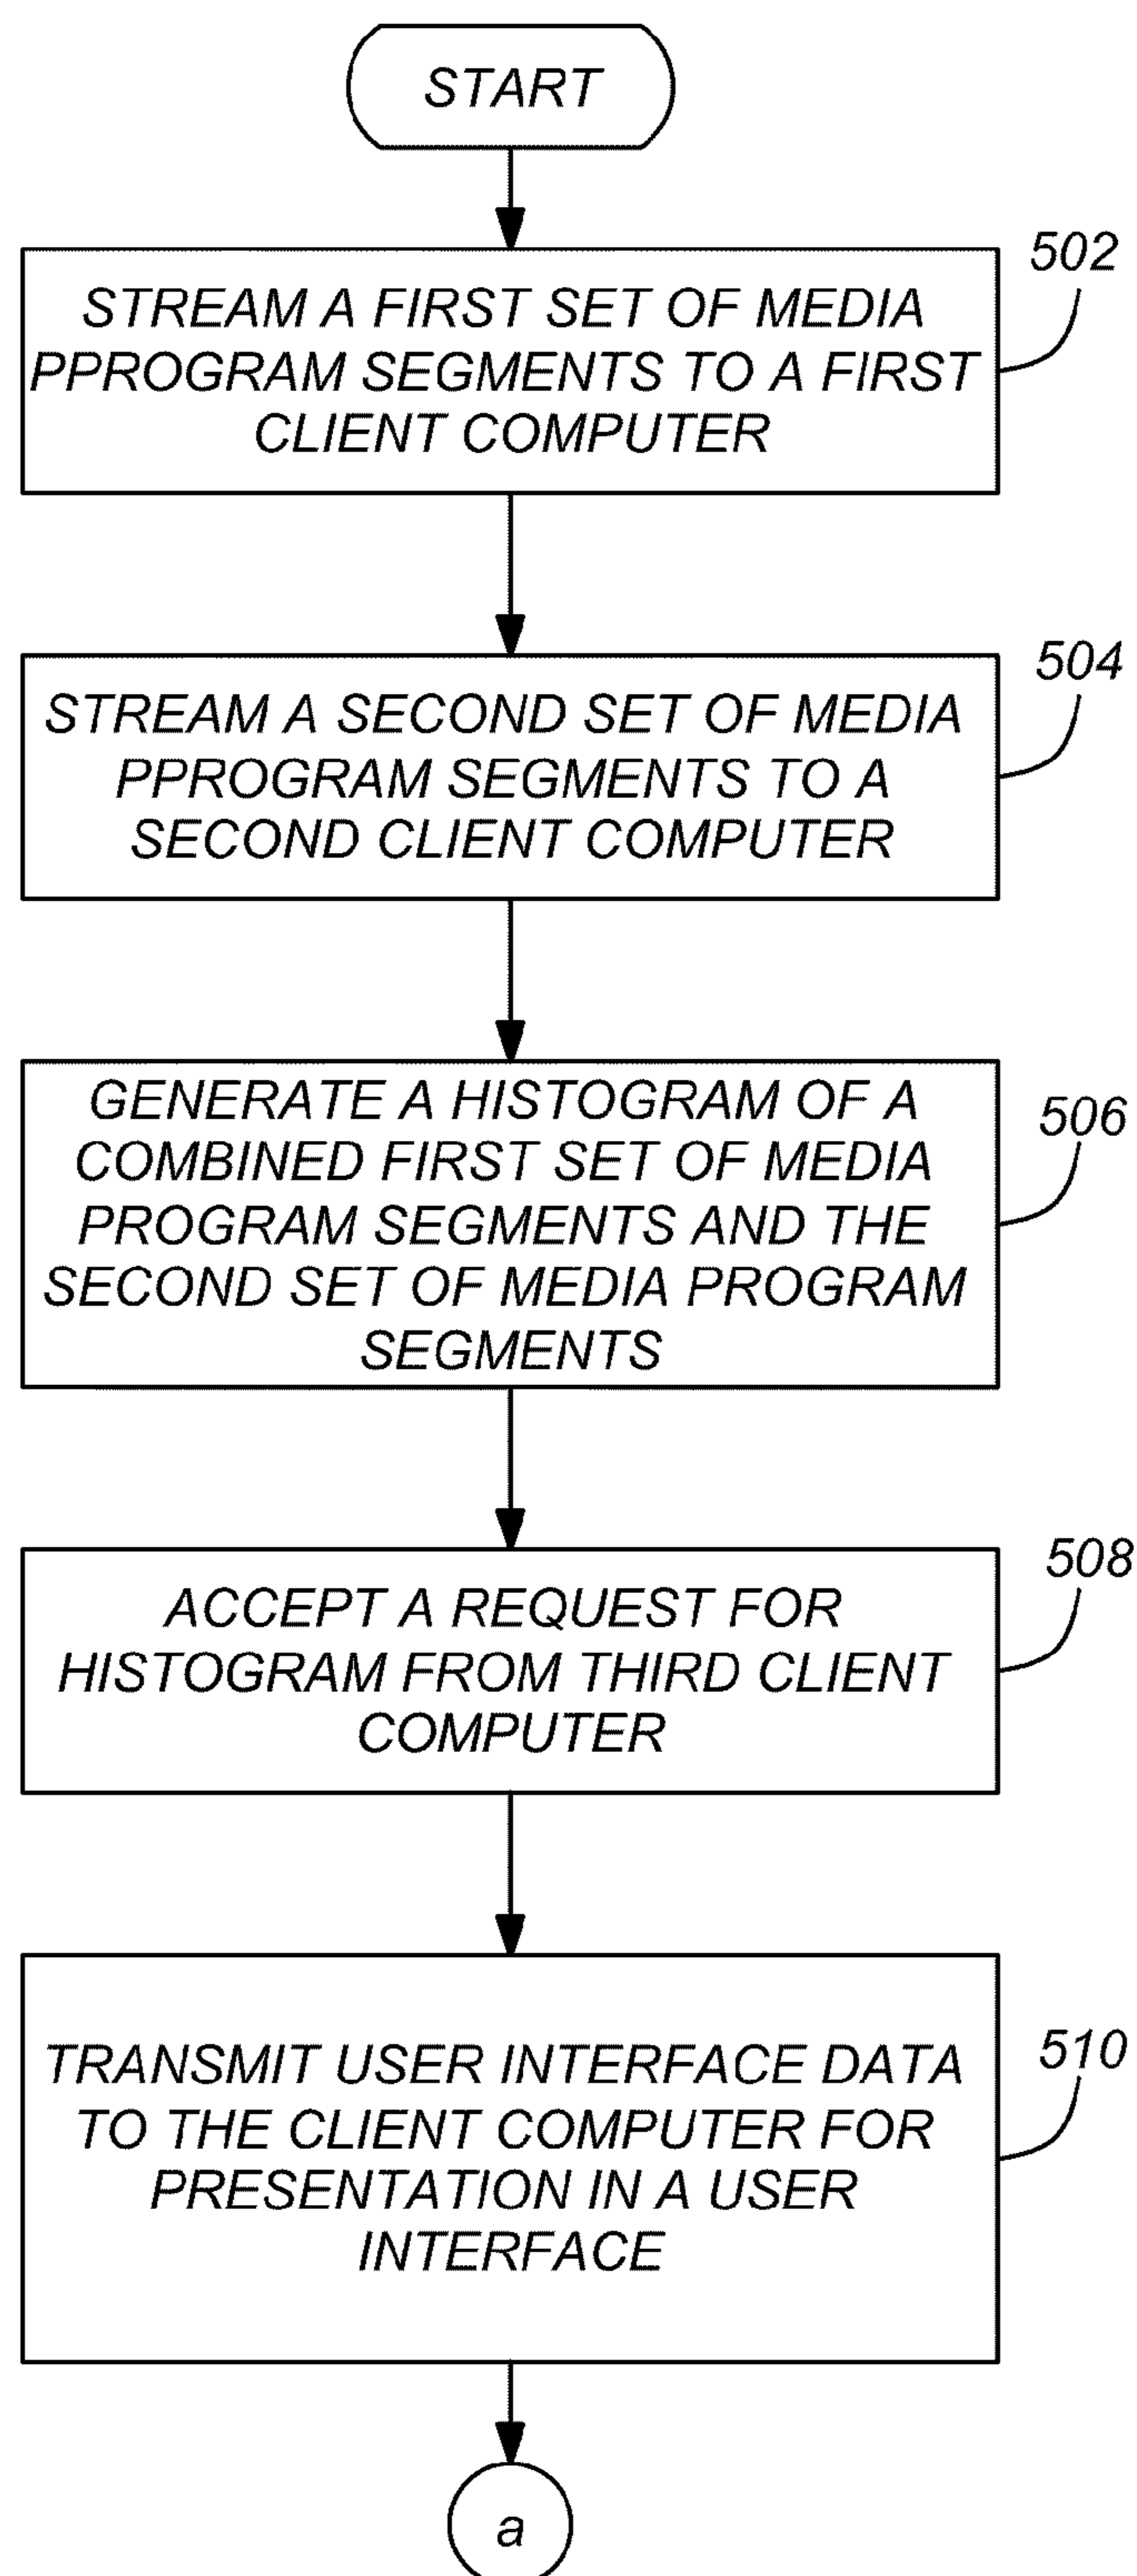 START
502
STREAM A FIRST SET OF MEDIA
PPROGRAM SEGMENTS TO A FIRST
CLIENT COMPUTER
504
STREAM A SECOND SET OF MEDIA
PPROGRAM SEGMENTS TO A
SECOND CLIENT COMPUTER
506
GENERATE A HISTOGRAM OF A
COMBINED FIRST SET OF MEDIA
PROGRAM SEGMENTS AND THE
SECOND SET OF MEDIA PROGRAM
SEGMENTS
508
ACCEPT A REQUEST FOR
HISTOGRAM FROM THIRD CLIENT
COMPUTER
510
TRANSMIT USER INTERFACE DATA
TO THE CLIENT COMPUTER FOR
PRESENTATION IN A USER
INTERFACE
a